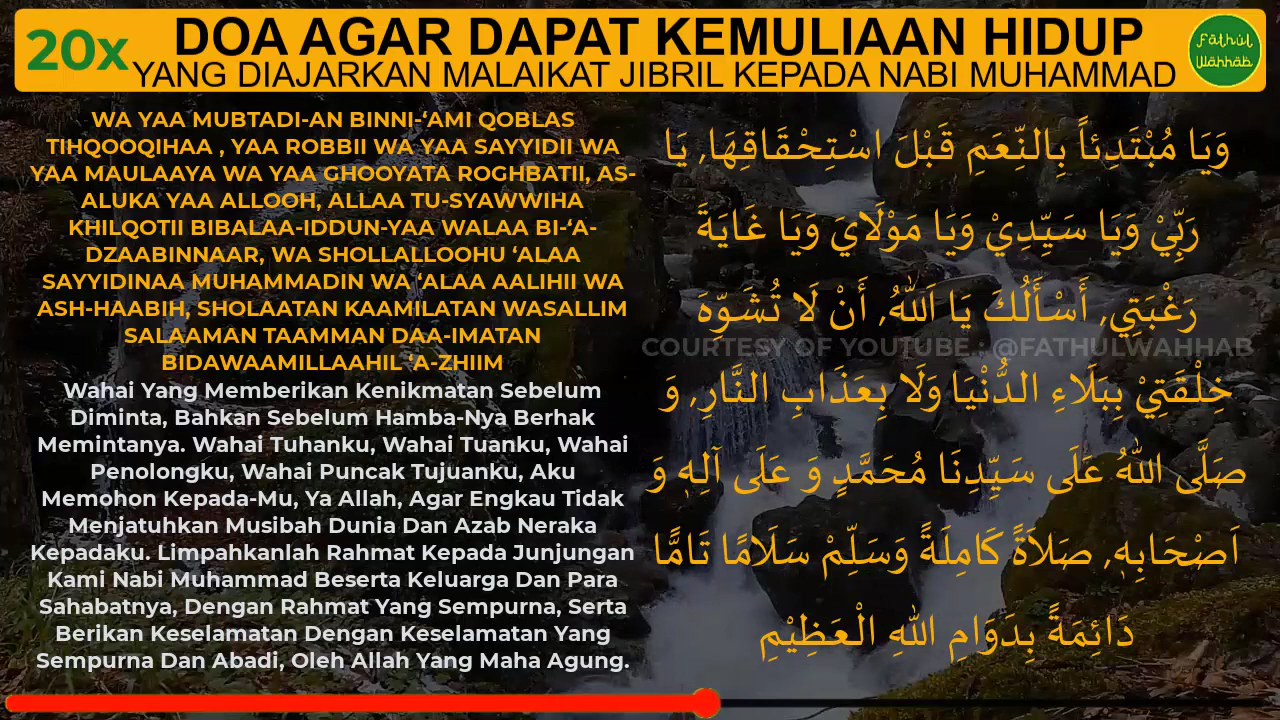 20x
DOA AGAR DAPAT KEMULIAAN HIDUP
YANG DIAJARKAN MALAIKAT JIBRIL KEPADA NABI MUHAMMAD
Fathul
Wahhab
WA YAA MUBTADI-AN BINNI-‘AMI QOBLAS
TIHQOOQIHAA , YAA ROBBII WA YAA SAYYIDII WA
YAA MAULAAYA WA YAA GHOOYATA ROGHBATII, AS-
ALUKA YAA ALLOOH, ALLAA TU-SYAWWIHA
KHILQOTII BIBALAA-IDDUN-YAA WALAA BI-‘A-
DZAABINNAAR, WA SHOLLALLOOHU ‘ALAA
SAYYIDINAA MUHAMMADIN WA ‘ALAA AALIHII WA
ASH-HAABIH, SHOLAATAN KAAMILATAN WASALLIM
SALAAMAN TAAMMAN DAA-IMATAN
BIDAWAAMILLAAHIL ‘A-ZHIIM
Wahai Yang Memberikan Kenikmatan Sebelum
Diminta, Bahkan Sebelum Hamba-Nya Berhak
Memintanya. Wahai Tuhanku, Wahai Tuanku, Wahai
Penolongku, Wahai Puncak Tujuanku, Aku
Memohon Kepada-Mu, Ya Allah, Agar Engkau Tidak
Menjatuhkan Musibah Dunia Dan Azab Neraka
Kepadaku. Limpahkanlah Rahmat Kepada Junjungan
Kami Nabi Muhammad Beserta Keluarga Dan Para
Sahabatnya, Dengan Rahmat Yang Sempurna, Serta
Berikan Keselamatan Dengan Keselamatan Yang
Sempurna Dan Abadi, Oleh Allah Yang Maha Agung.
وَيَا مُبْتَدِئاً بِالنِّعَمِ قَبْلَ اسْتِحْقَاقِهَا, يَا
رَبِّيْ وَيَا سَيِّدِيْ وَيَا مَوْلَايَ وَيَا غَايَةَ
رَغْبَتِي, أَسْأَلُكَ يَا اَللهُ, أَنْ لَا تُشَوِّهَ
COURTESY OF YOUTUBE : @FATHULWAHHAB
خِلْقَتِيْ بِبَلَاءِ الدُّنْيَا وَلَا بِعَذَابِ النَّارِ, وَ
صَلَّى اللهُ عَلَى سَيِّدِنَا مُحَمَّدٍ وَ عَلَى آلِهٖ وَ
اَصْحَابِهٖ, صَلاَةً كَامِلَةً وَسَلِّمْ سَلَامًا تَامًّا
دَائِمَةً بِدَوَامِ اللهِ الْعَظِيْمِ